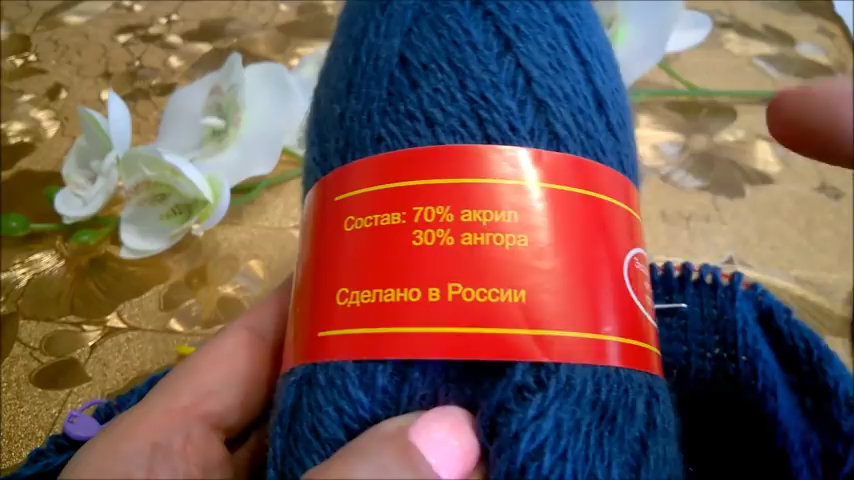 Состав: 70% акрил
30% ангора
Сделано в России